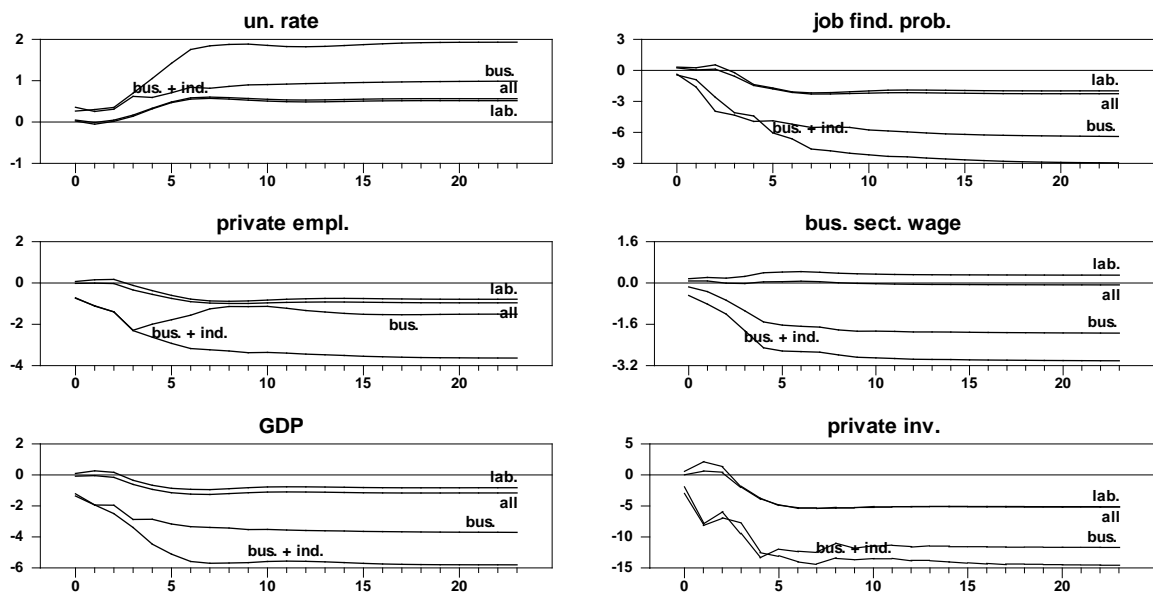 un. rate
2
1
0
-1
bus.
all
bus. + ind.
lab.
0 5 10 15 20
job find. prob.
3
0
-3
-6
-9
lab.
all
bus.
bus. + ind.
0 5 10 15 20
private empl.
2
0
-2
-4
lab.
all
bus.
bus. + ind.
0 5 10 15 20
bus. sect. wage
1.6
0.0
-1.6
-3.2
lab.
all
bus.
bus. + ind.
0 5 10 15 20
GDP
2
0
-2
-4
-6
lab.
all
bus.
bus. + ind.
0 5 10 15 20
private inv.
5
0
-5
-10
-15
lab.
all
bus.
bus. + ind.
0 5 10 15 20